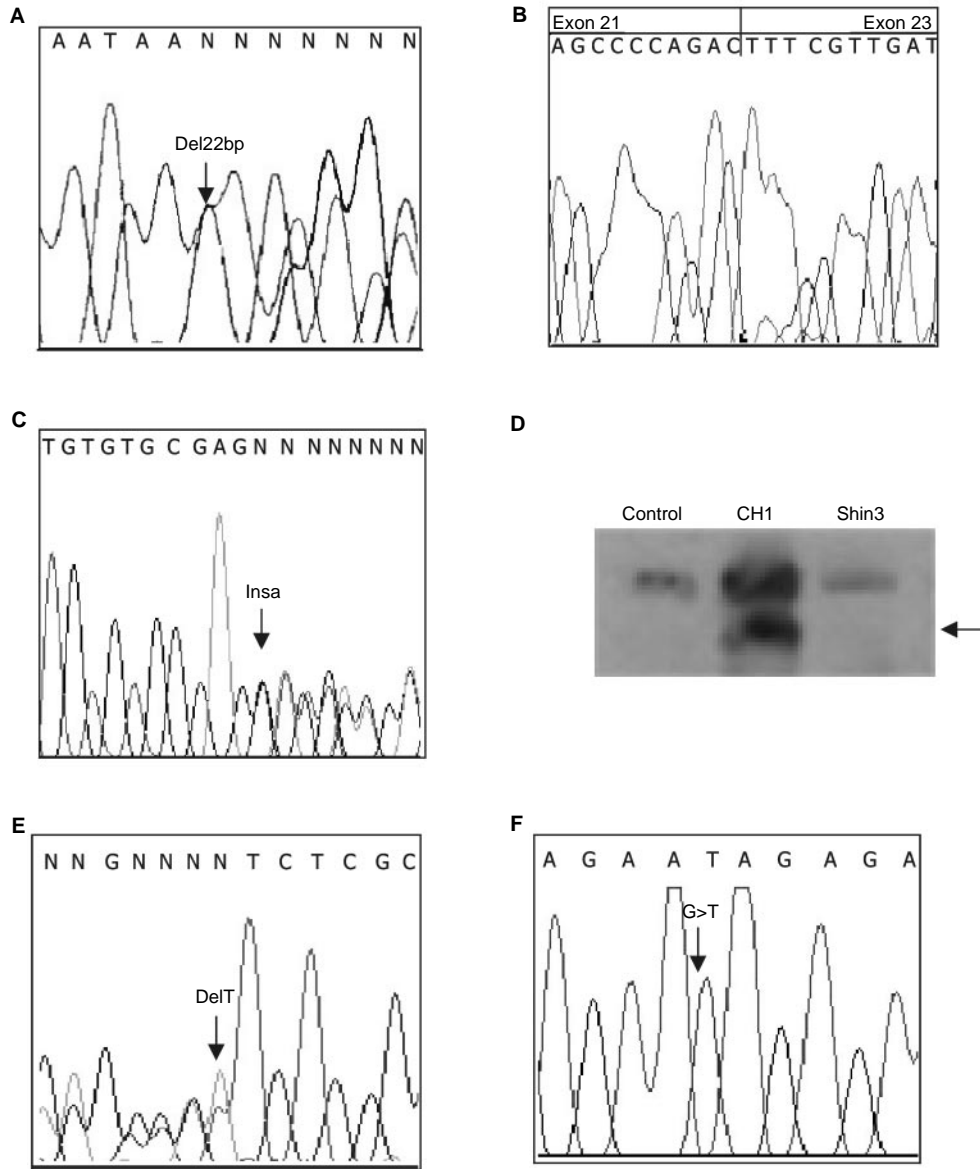 A
A A T A A N N N N N N N
Del22bp
B
Exon 21 Exon 23
A G C C C C A G A C T T T C G T T G A T
C
T G T G T G C G A G N N N N N N N N
Insa
D
Control CH1 Shin3
E
N N G N N N N T C T C G C
DelT
F
A G A A T A G A G A
G>T